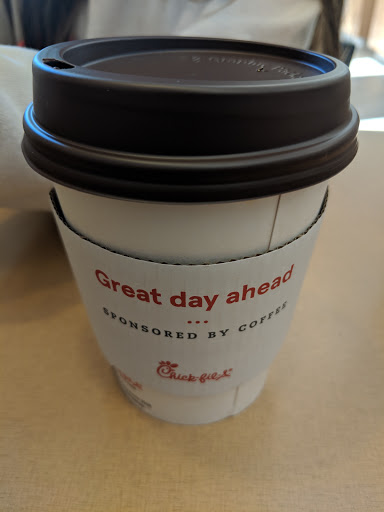 Great day ahead
SPONSORED BY COFFEE
Chick-fil-A